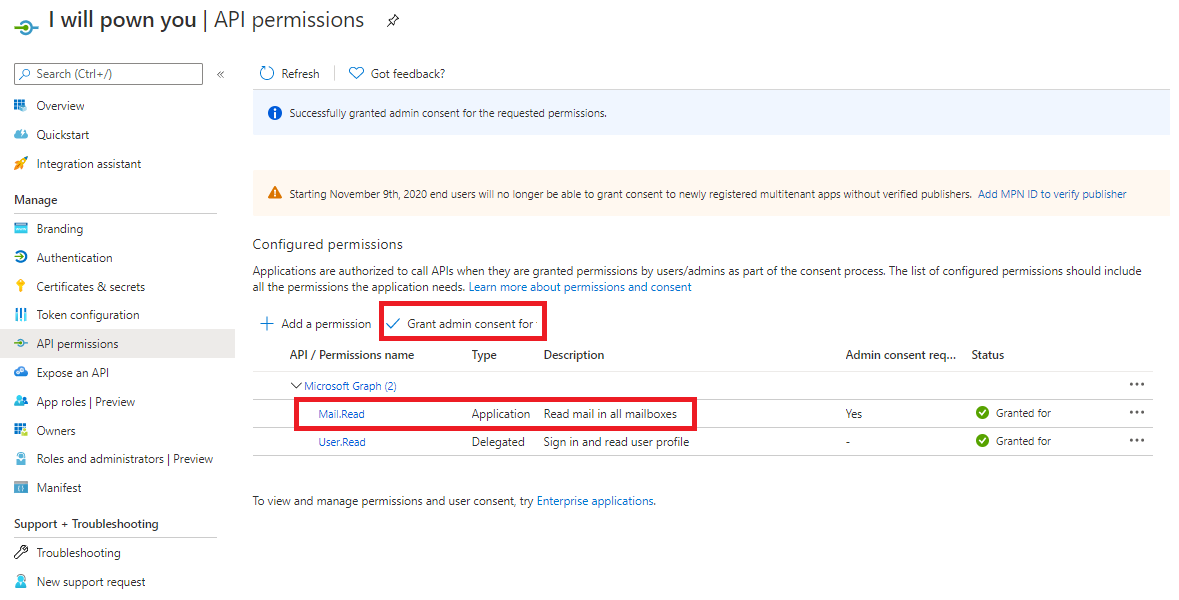 I will pown you | API permissions
Search (Ctrl+/)
«
Overview
Quickstart
Integration assistant
Manage
Branding
Authentication
Certificates & secrets
Token configuration
API permissions
Expose an API
App roles | Preview
Owners
Roles and administrators | Preview
Manifest
Support + Troubleshooting
Troubleshooting
New support request
Refresh
Got feedback?
Successfully granted admin consent for the requested permissions.
Starting November 9th, 2020 end users will no longer be able to grant consent to newly registered multitenant apps without verified publishers. Add MPN ID to verify publisher
Configured permissions
Applications are authorized to call APIs when they are granted permissions by users/admins as part of the consent process. The list of configured permissions should include
all the permissions the application needs. Learn more about permissions and consent
Add a permission Grant admin consent for
API / Permissions name Type Description Admin consent req... Status
Microsoft Graph (2) ...
Mail.Read Application Read mail in all mailboxes Yes Granted for ...
User.Read Delegated Sign in and read user profile - Granted for ...
To view and manage permissions and user consent, try Enterprise applications.